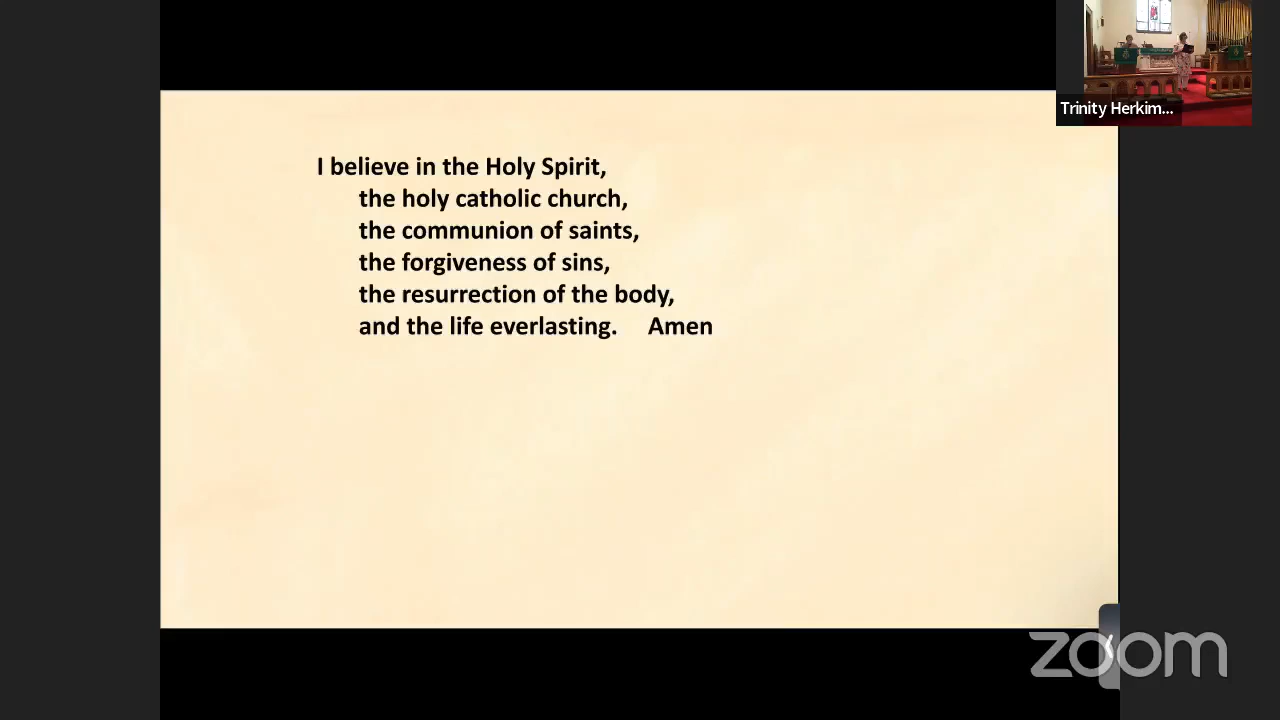 I believe in the Holy Spirit,
the holy catholic church,
the communion of saints,
the forgiveness of sins,
the resurrection of the body,
and the life everlasting. Amen
Trinity Herkim...
zoom